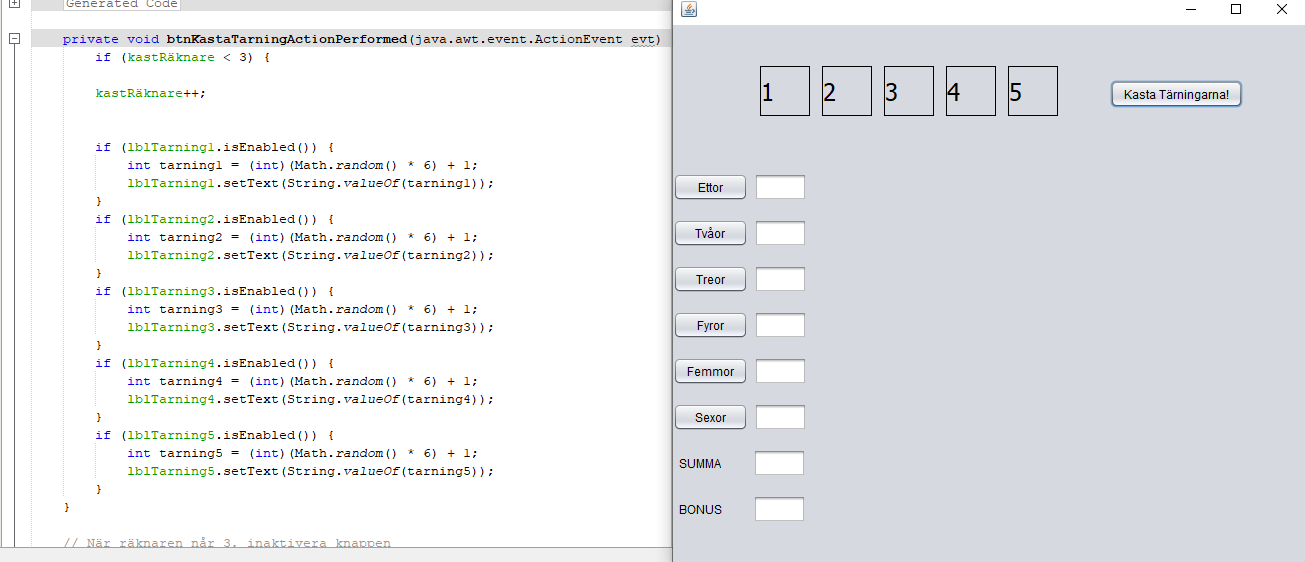 Generated Code
private void btnKastaTarningActionPerformed(java.awt.event.ActionEvent evt)
if (kastRäknare < 3) {
kastRäknare++;
if (lblTarning1.isEnabled()) {
int tarning1 = (int)(Math.random() * 6) + 1;
lblTarning1.setText(String.valueOf(tarning1));
}
if (lblTarning2.isEnabled()) {
int tarning2 = (int)(Math.random() * 6) + 1;
lblTarning2.setText(String.valueOf(tarning2));
}
if (lblTarning3.isEnabled()) {
int tarning3 = (int)(Math.random() * 6) + 1;
lblTarning3.setText(String.valueOf(tarning3));
}
if (lblTarning4.isEnabled()) {
int tarning4 = (int)(Math.random() * 6) + 1;
lblTarning4.setText(String.valueOf(tarning4));
}
if (lblTarning5.isEnabled()) {
int tarning5 = (int)(Math.random() * 6) + 1;
lblTarning5.setText(String.valueOf(tarning5));
}
}
// När räknaren når 3, inaktivera knappen
1 2 3 4 5 Kasta Tärningarna!
Ettor
Tvåor
Treor
Fyror
Femmor
Sexor
SUMMA
BONUS